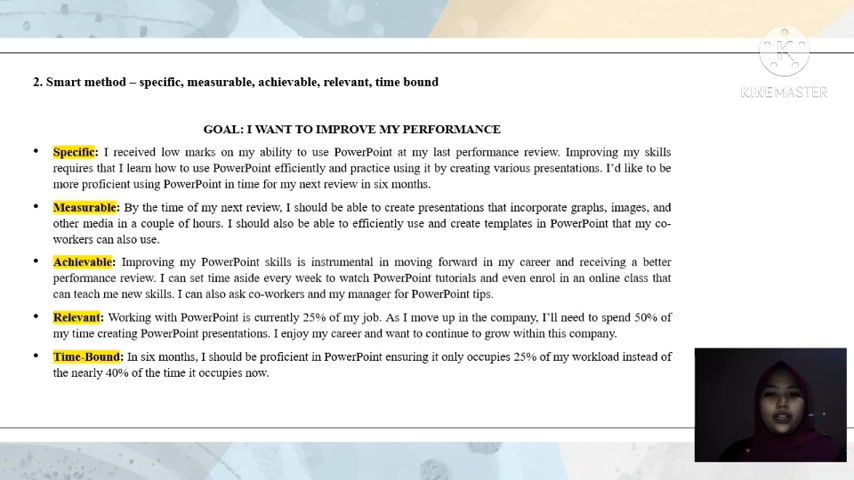 KINEMASTER
2. Smart method – specific, measurable, achievable, relevant, time bound
GOAL: I WANT TO IMPROVE MY PERFORMANCE
• Specific: I received low marks on my ability to use PowerPoint at my last performance review. Improving my skills
requires that I learn how to use PowerPoint efficiently and practice using it by creating various presentations. I’d like to be
more proficient using PowerPoint in time for my next review in six months.
• Measurable: By the time of my next review, I should be able to create presentations that incorporate graphs, images, and
other media in a couple of hours. I should also be able to efficiently use and create templates in PowerPoint that my co-
workers can also use.
• Achievable: Improving my PowerPoint skills is instrumental in moving forward in my career and receiving a better
performance review. I can set time aside every week to watch PowerPoint tutorials and even enrol in an online class that
can teach me new skills. I can also ask co-workers and my manager for PowerPoint tips.
• Relevant: Working with PowerPoint is currently 25% of my job. As I move up in the company, I’ll need to spend 50% of
my time creating PowerPoint presentations. I enjoy my career and want to continue to grow within this company.
• Time-Bound: In six months, I should be proficient in PowerPoint ensuring it only occupies 25% of my workload instead of
the nearly 40% of the time it occupies now.